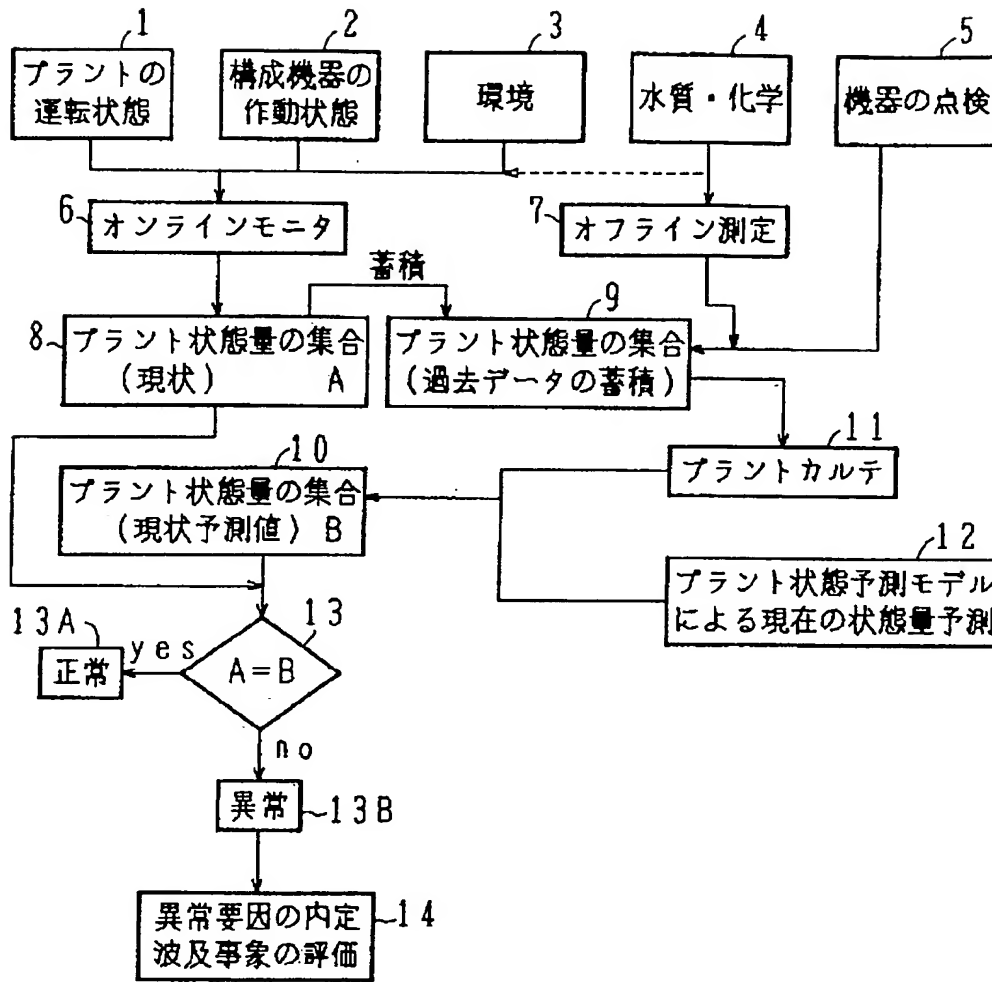 1
プラントの
運転状態
2
構成機器の
作動状態
3
環境
4
水質・化学
5
機器の点検
6
オンラインモニタ
7
オフライン測定
蓄積
8
プラント状態量の集合
(現状) A
9
プラント状態量の集合
(過去データの蓄積)
10
プラント状態量の集合
(現状予測値) B
11
プラントカルテ
12
プラント状態予測モデル
による現在の状態量予測
13
A=B
13A
yes
正常
no
異常
13B
異常要因の内定
波及事象の評価
14